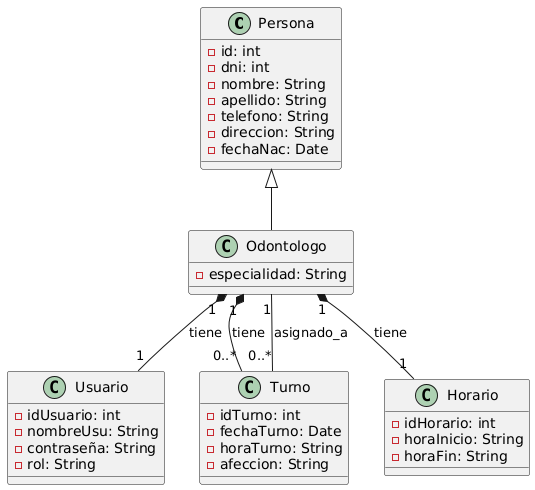 C Persona
id: int
dni: int
nombre: String
apellido: String
telefono: String
direccion: String
fechaNac: Date
C Odontologo
especialidad: String
1 1 1 1
tiene tiene asignado_a tiene
1 0..* 0..* 1
C Usuario
idUsuario: int
nombreUsu: String
contraseña: String
rol: String
C Turno
idTurno: int
fechaTurno: Date
horaTurno: String
afeccion: String
C Horario
idHorario: int
horaInicio: String
horaFin: String